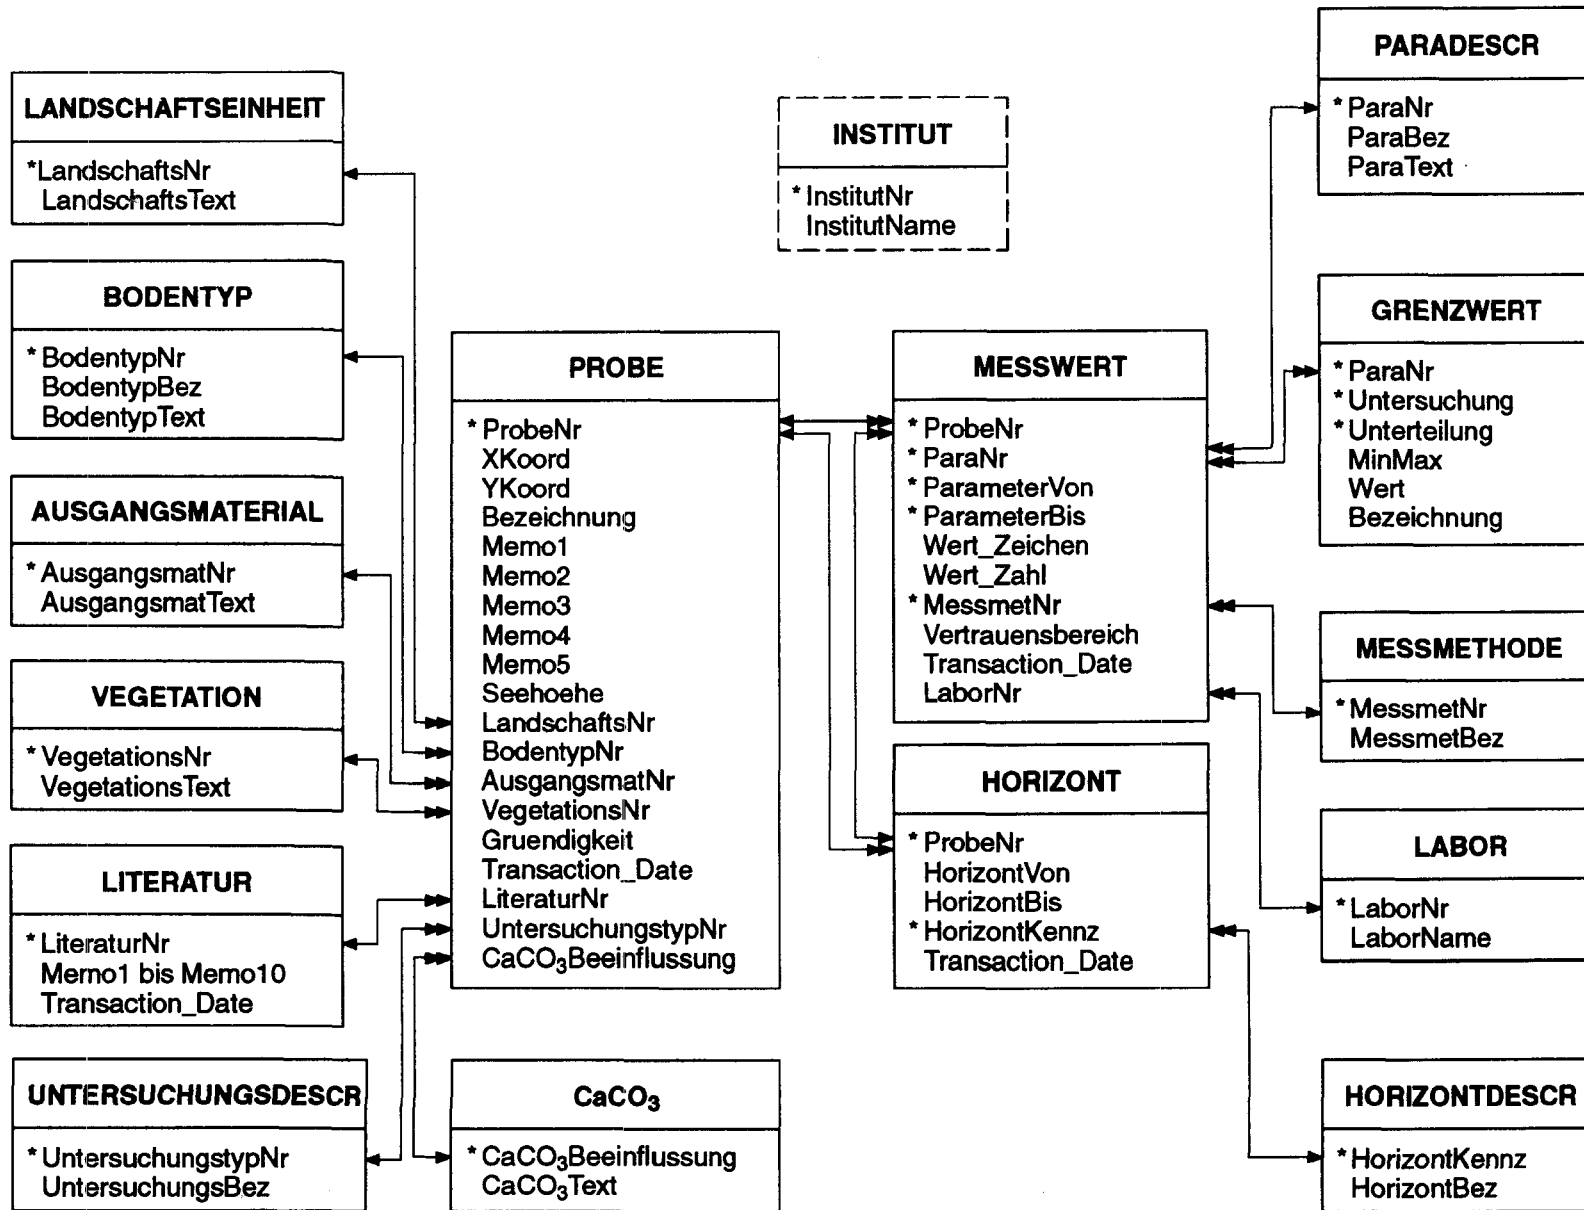 LANDSCHAFTSEINHEIT
*LandschaftsNr
LandschaftsText
BODENTYP
*BodentypNr
BodentypBez
BodentypText
AUSGANGSMATERIAL
*AusgangsmatNr
AusgangsmatText
VEGETATION
*VegetationsNr
VegetationsText
LITERATUR
*LiteraturNr
Memo1 bis Memo10
Transaction_Date
UNTERSUCHUNGSDESCR
*UntersuchungstypNr
UntersuchungsBez
PROBE
*ProbeNr
XKoord
YKoord
Bezeichnung
Memo1
Memo2
Memo3
Memo4
Memo5
Seehoehe
LandschaftsNr
BodentypNr
AusgangsmatNr
VegetationsNr
Gruendigkeit
Transaction_Date
LiteraturNr
UntersuchungstypNr
CaCO₃Beeinflussung
CaCO₃
*CaCO₃Beeinflussung
CaCO₃Text
INSTITUT
*InstitutNr
InstitutName
MESSWERT
*ProbeNr
*ParaNr
*ParameterVon
*ParameterBis
Wert_Zeichen
Wert_Zahl
*MessmetNr
Vertrauensbereich
Transaction_Date
LaborNr
HORIZONT
*ProbeNr
HorizontVon
HorizontBis
*HorizontKennz
Transaction_Date
PARADESCR
*ParaNr
ParaBez
ParaText
GRENZWERT
*ParaNr
*Untersuchung
*Unterteilung
MinMax
Wert
Bezeichnung
MESSMETHODE
*MessmetNr
MessmetBez
LABOR
*LaborNr
LaborName
HORIZONTDESCR
*HorizontKennz
HorizontBez